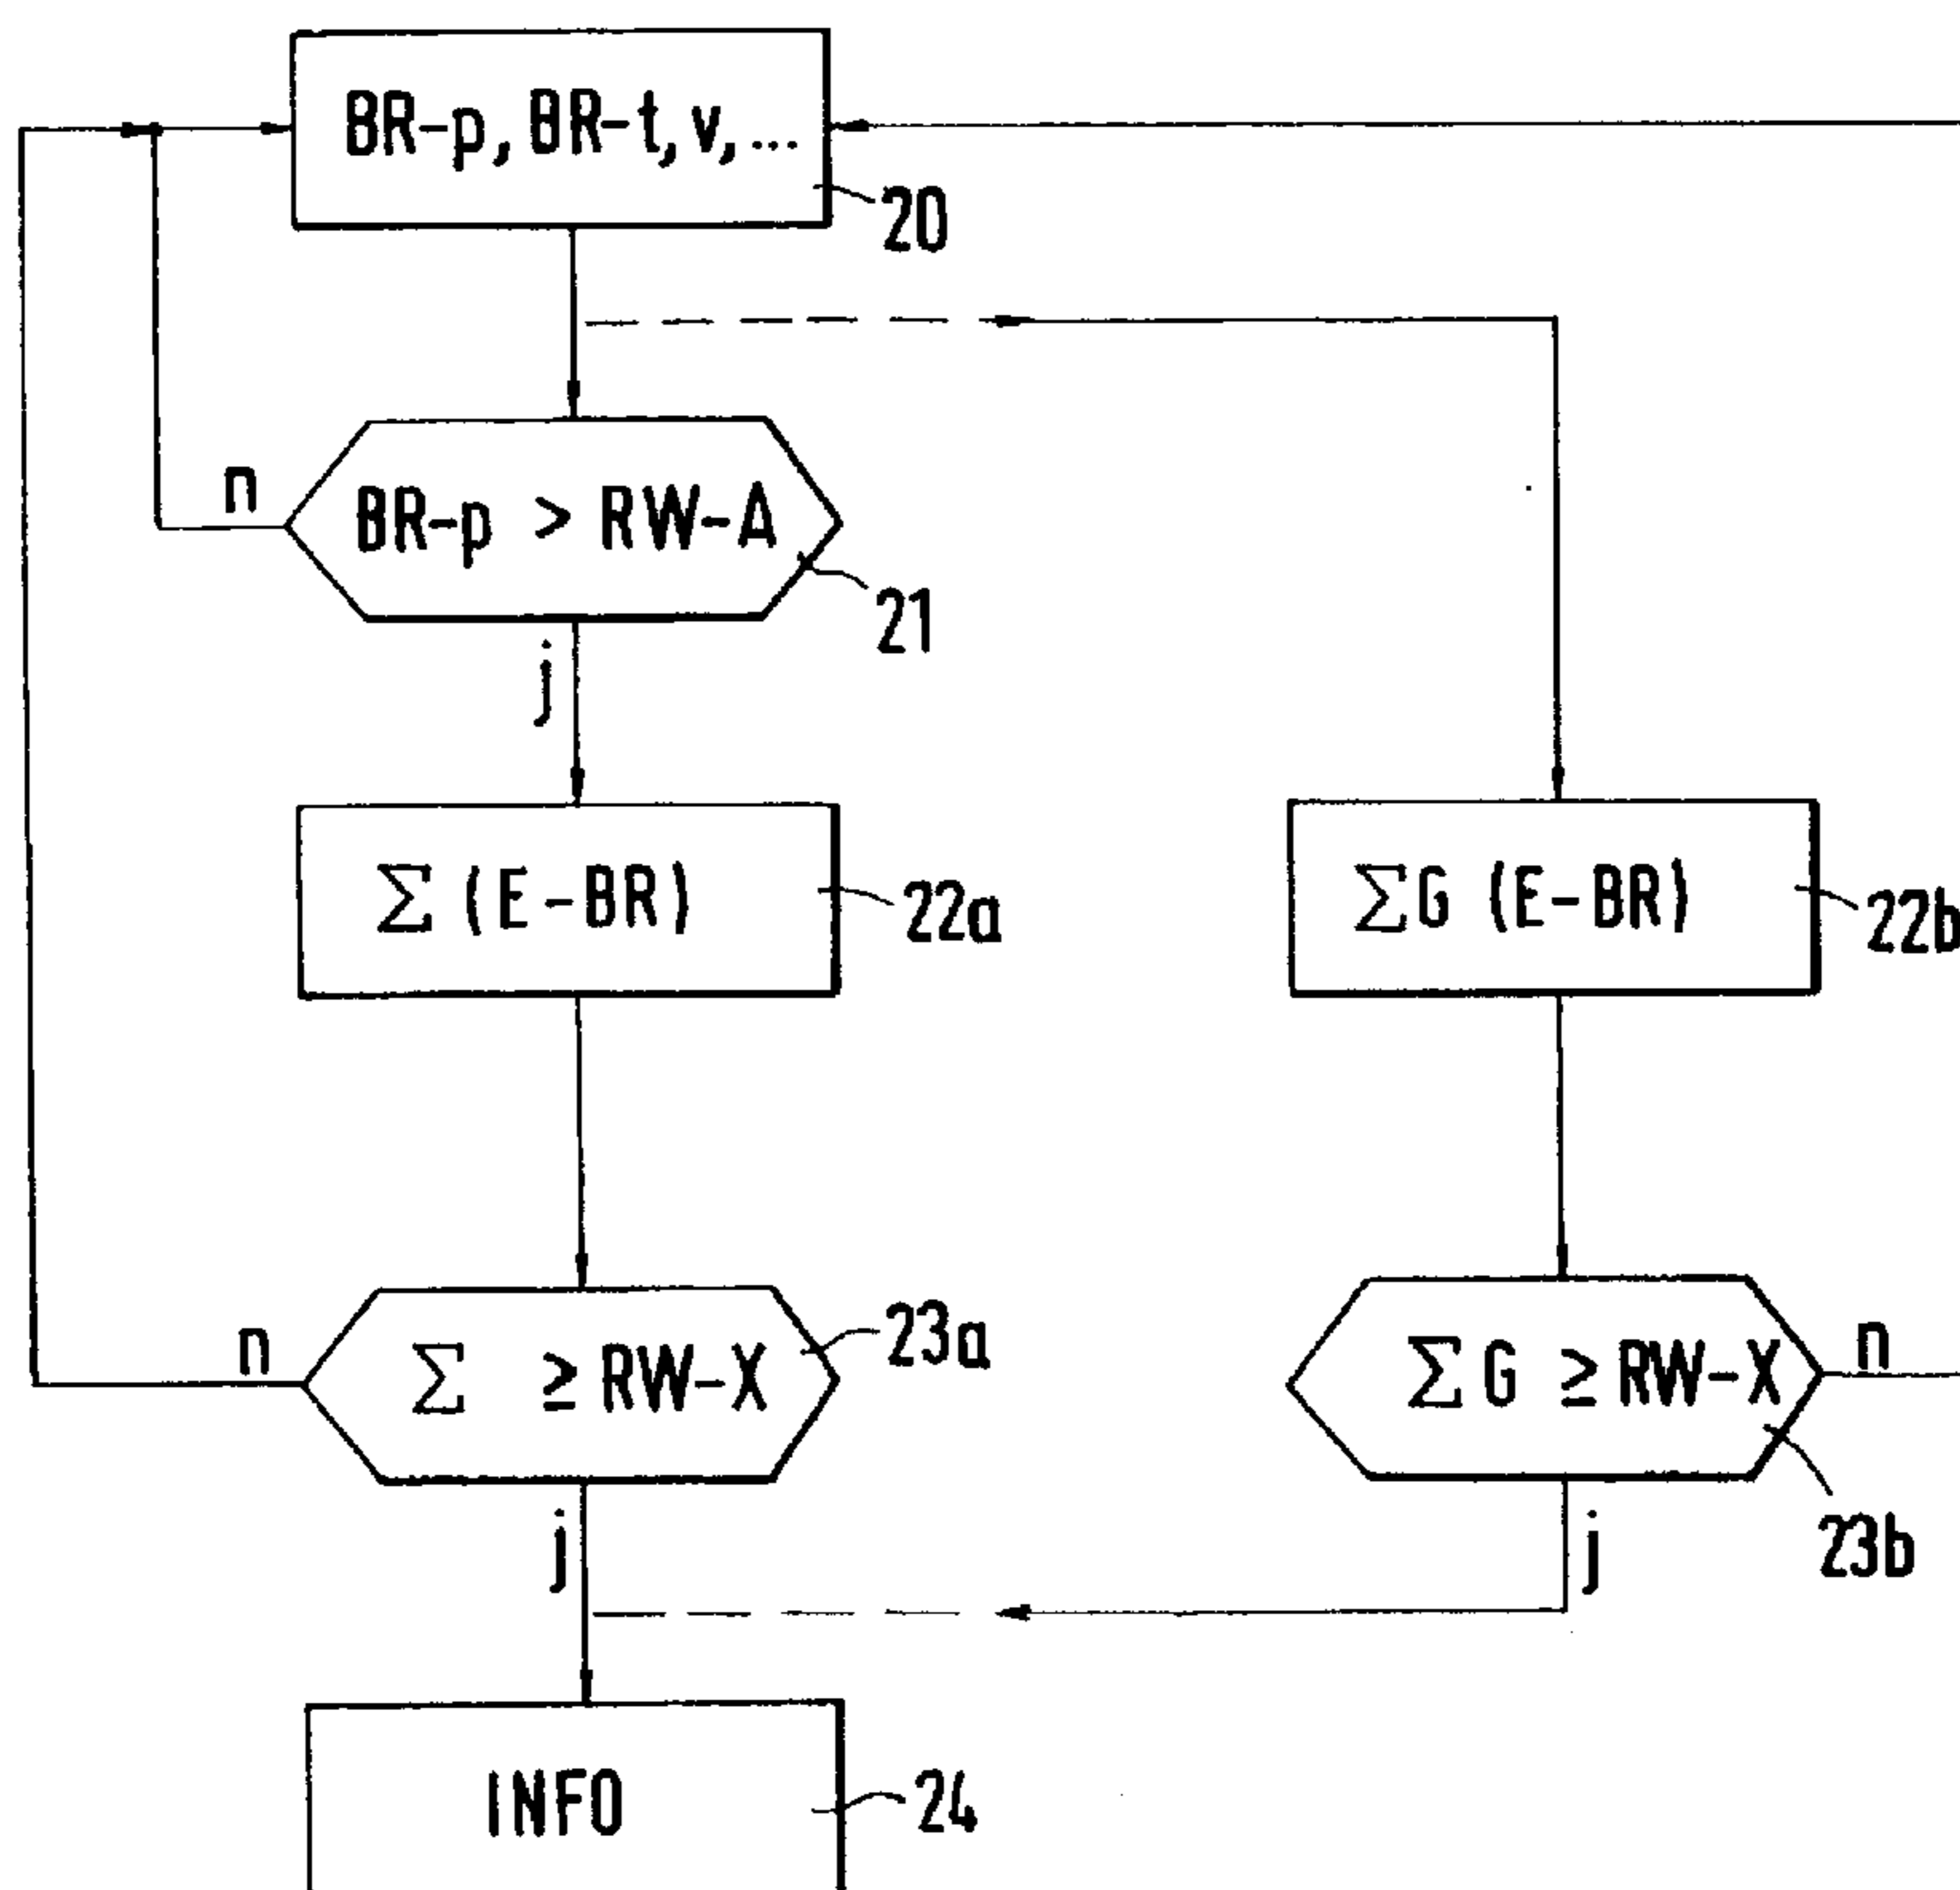 BR-p, BR-t, v, ...
20
n
BR-p > RW-A
21
j
Σ (E-BR)
22a
ΣG (E-BR)
22b
n
Σ ≥ RW-X
23a
ΣG ≥ RW-X
n
23b
j
j
INFO
24